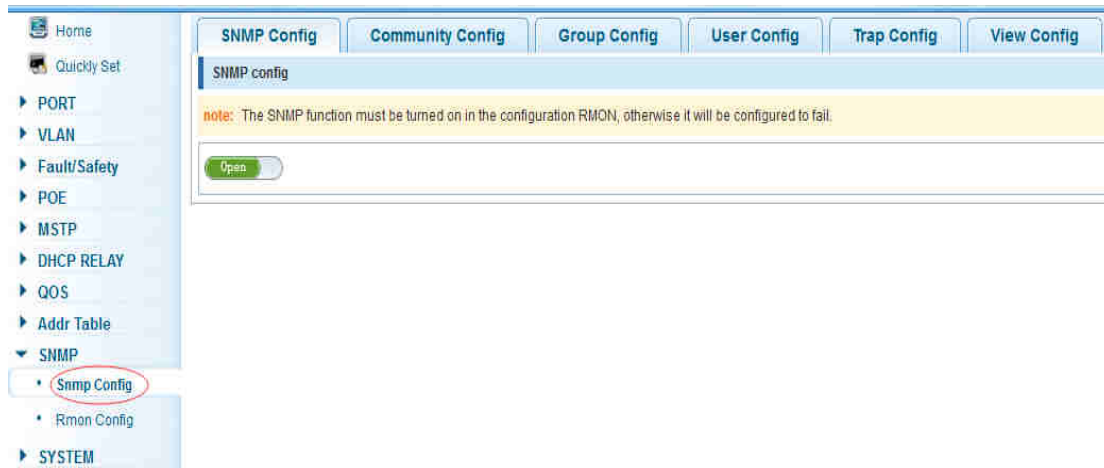 Home
Quickly Set
PORT
VLAN
Fault/Safety
POE
MSTP
DHCP RELAY
QOS
Addr Table
SNMP
Snmp Config
Rmon Config
SYSTEM
SNMP Config
Community Config
Group Config
User Config
Trap Config
View Config
SNMP config
note: The SNMP function must be turned on in the configuration RMON, otherwise it will be configured to fail.
Open